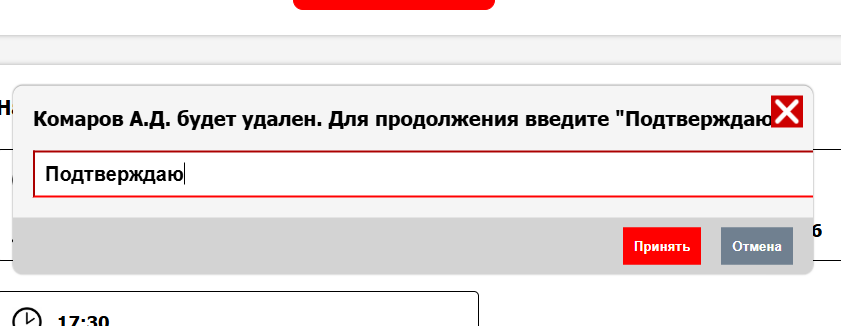 Комаров А.Д. будет удален. Для продолжения введите "Подтверждаю
Подтверждаю
Принять
Отмена
17:30